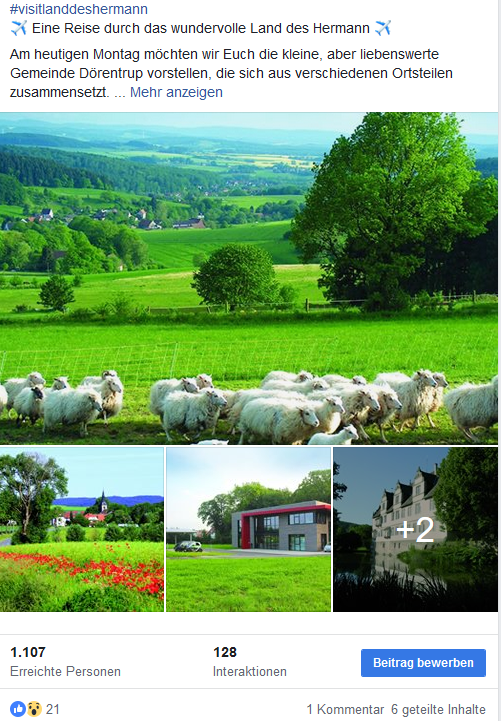 #visitlanddeshermann
✈️ Eine Reise durch das wundervolle Land des Hermann ✈️
Am heutigen Montag möchten wir Euch die kleine, aber liebenswerte
Gemeinde Dörentrup vorstellen, die sich aus verschiedenen Ortsteilen
zusammensetzt. ... Mehr anzeigen
+2
1.107
Erreichte Personen
128
Interaktionen
Beitrag bewerben
21
1 Kommentar 6 geteilte Inhalte